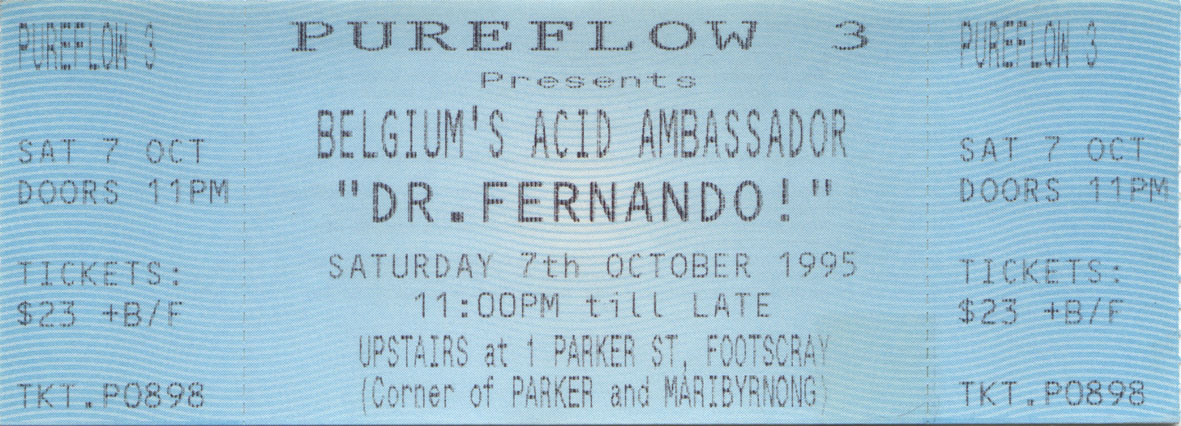 PUREFLOW 3
SAT 7 OCT
DOORS 11PM
TICKETS:
$23 +B/F
TKT.P0898
PUREFLOW 3
Presents
BELGIUM'S ACID AMBASSADOR
"DR.FERNANDO!"
SATURDAY 7th OCTOBER 1995
11:00PM till LATE
UPSTAIRS at 1 PARKER ST, FOOTSCRAY
(Corner of PARKER and MARIBYRNONG)
PUREFLOW 3
SAT 7 OCT
DOORS 11PM
TICKETS:
$23 +B/F
TKT.P0898